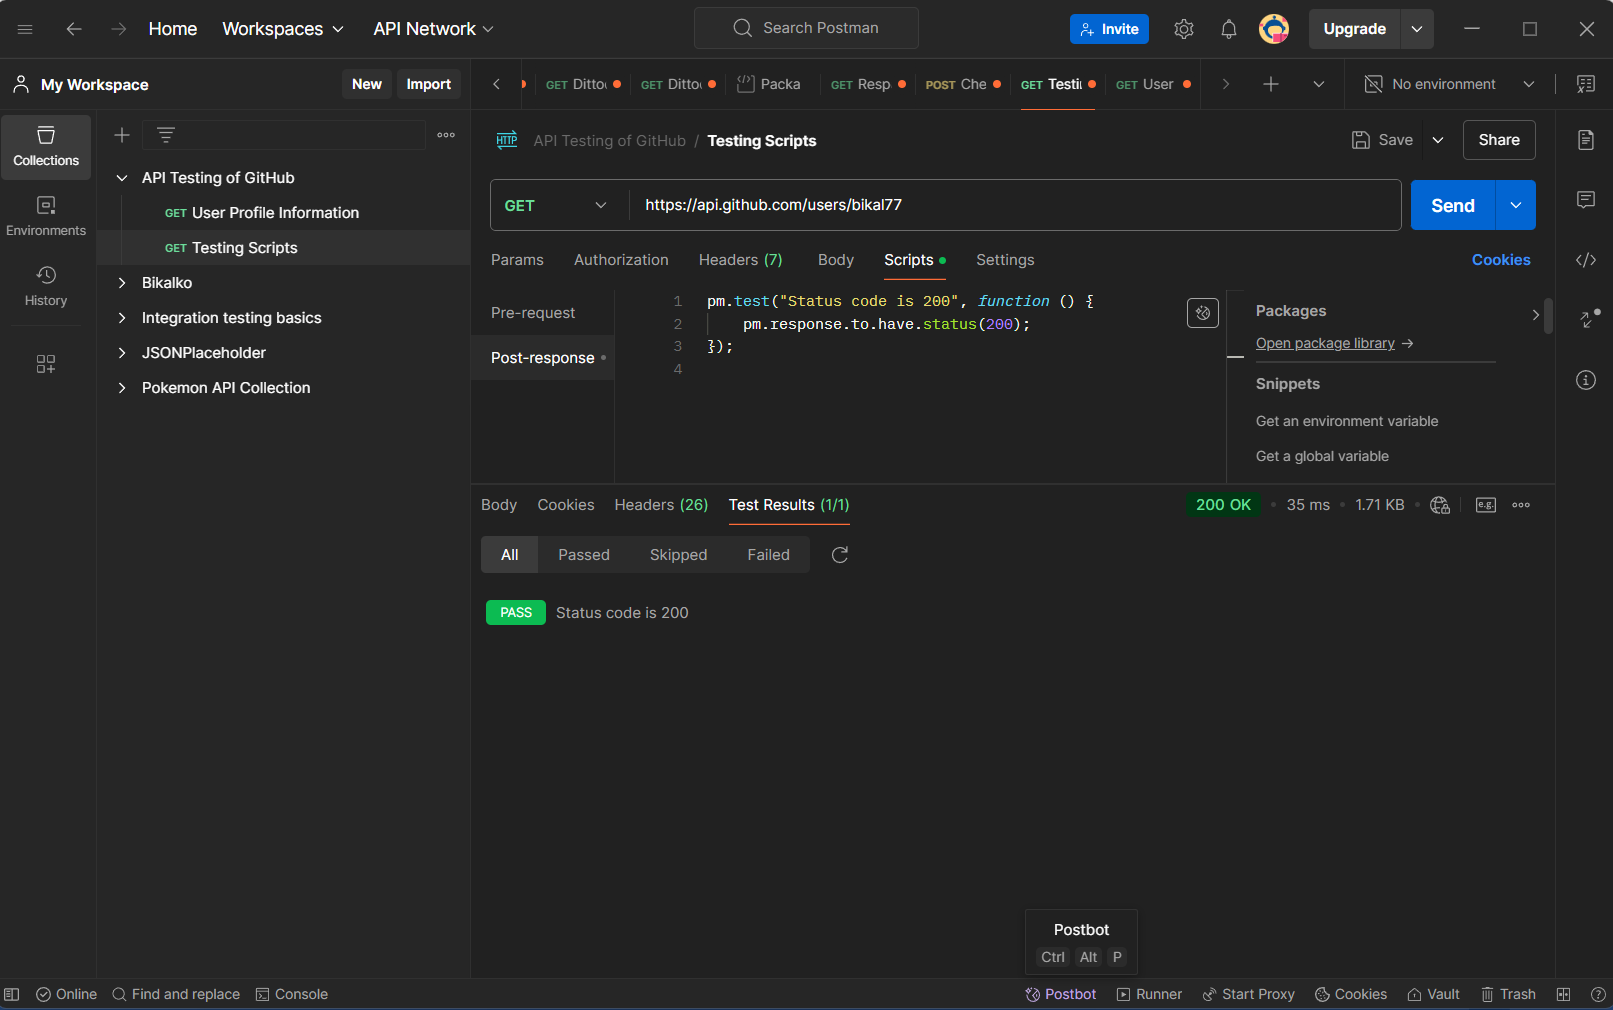 Home Workspaces API Network Search Postman Invite Upgrade
My Workspace New Import GET Ditto GET Ditto Packa GET Resp POST Che GET Testi GET User No environment
Collections
Environments
History
API Testing of GitHub
GET User Profile Information
GET Testing Scripts
Bikalko
Integration testing basics
JSONPlaceholder
Pokemon API Collection
HTTP API Testing of GitHub / Testing Scripts Save Share
GET https://api.github.com/users/bikal77 Send
Params Authorization Headers (7) Body Scripts Settings Cookies
Pre-request
Post-response
1 pm.test("Status code is 200", function () {
2 pm.response.to.have.status(200);
3 });
4
Packages
Open package library →
Snippets
Get an environment variable
Get a global variable
Body Cookies Headers (26) Test Results (1/1) 200 OK 35 ms 1.71 KB e.g.
All Passed Skipped Failed
PASS Status code is 200
Postbot
Ctrl Alt P
Online Find and replace Console Postbot Runner Start Proxy Cookies Vault Trash